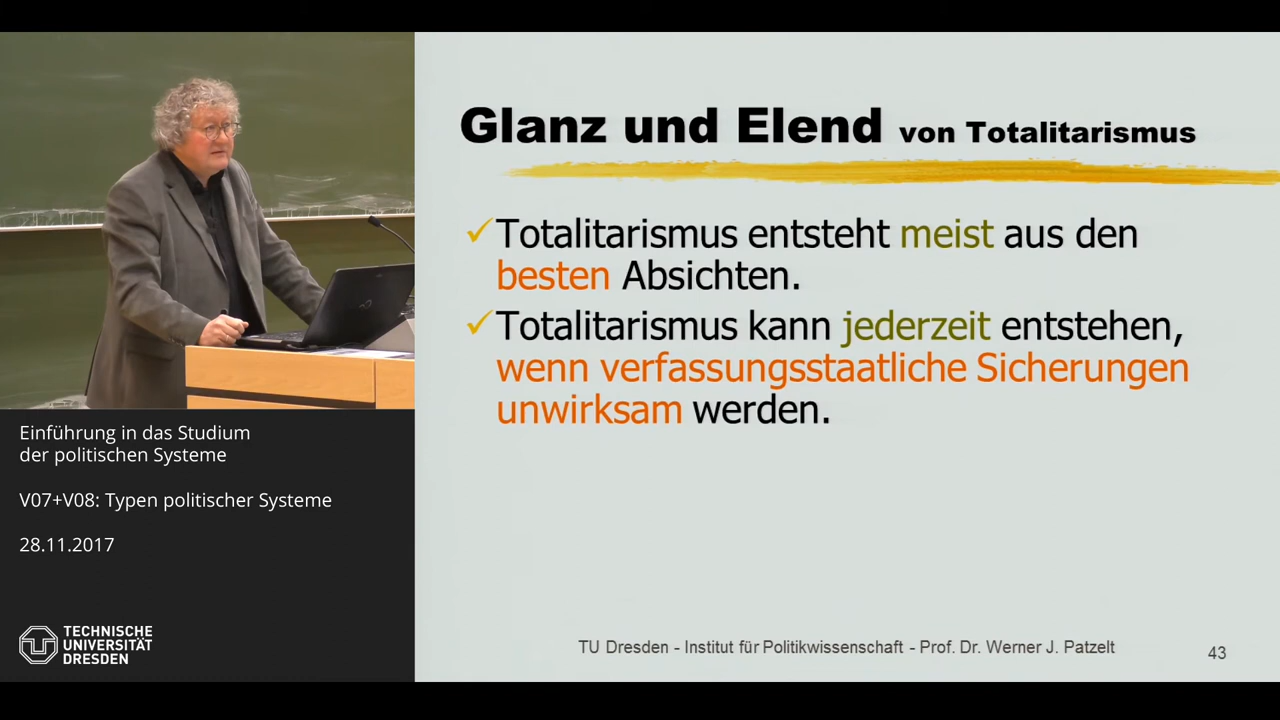 Glanz und Elend von Totalitarismus
✓Totalitarismus entsteht meist aus den
besten Absichten.
✓Totalitarismus kann jederzeit entstehen,
wenn verfassungsstaatliche Sicherungen
unwirksam werden.
Einführung in das Studium
der politischen Systeme
V07+V08: Typen politischer Systeme
28.11.2017
TECHNISCHE
UNIVERSITÄT
DRESDEN
TU Dresden - Institut für Politikwissenschaft - Prof. Dr. Werner J. Patzelt
43